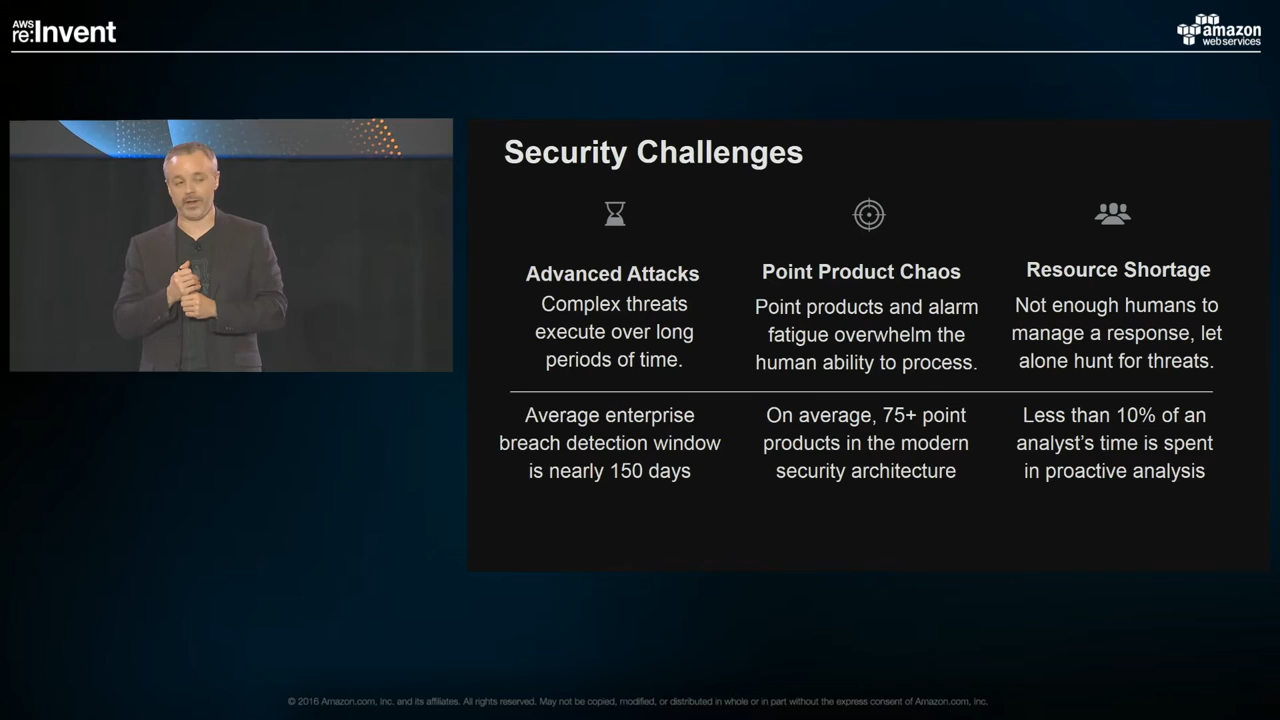 AWS
re:Invent
amazon
web services
Security Challenges
Advanced Attacks
Complex threats
execute over long
periods of time.
Point Product Chaos
Point products and alarm
fatigue overwhelm the
human ability to process.
Resource Shortage
Not enough humans to
manage a response, let
alone hunt for threats.
Average enterprise
breach detection window
is nearly 150 days
On average, 75+ point
products in the modern
security architecture
Less than 10% of an
analyst's time is spent
in proactive analysis
© 2016 Amazon.com, Inc. and its affiliates. All rights reserved. May not be copied, modified, or distributed in whole or in part without the express consent of Amazon.com, Inc.